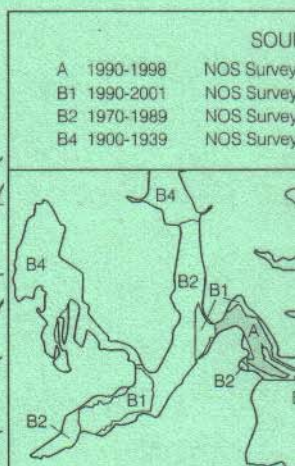 A 1990-1998 NOS Survey
B1 1990-2001 NOS Survey
B2 1970-1989 NOS Survey
B4 1900-1939 NOS Survey
B4
B4
B2
B1
A
B2
B1
B2